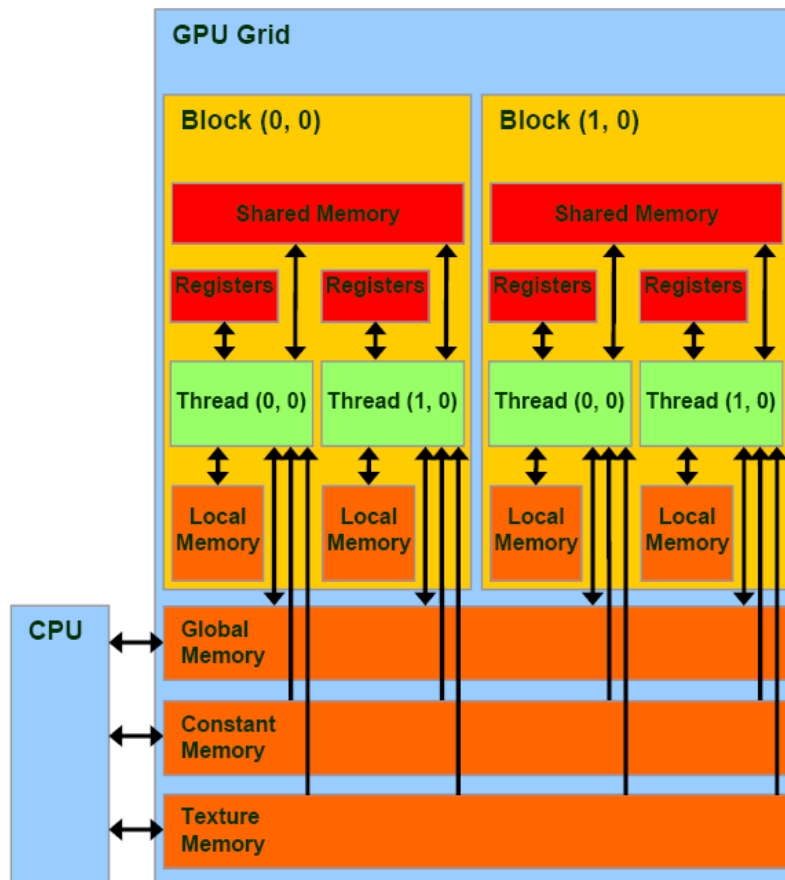 GPU Grid
Block (0, 0)
Shared Memory
Registers
Registers
Thread (0, 0)
Thread (1, 0)
Local
Memory
Local
Memory
Block (1, 0)
Shared Memory
Registers
Registers
Thread (0, 0)
Thread (1, 0)
Local
Memory
Local
Memory
CPU
Global
Memory
Constant
Memory
Texture
Memory